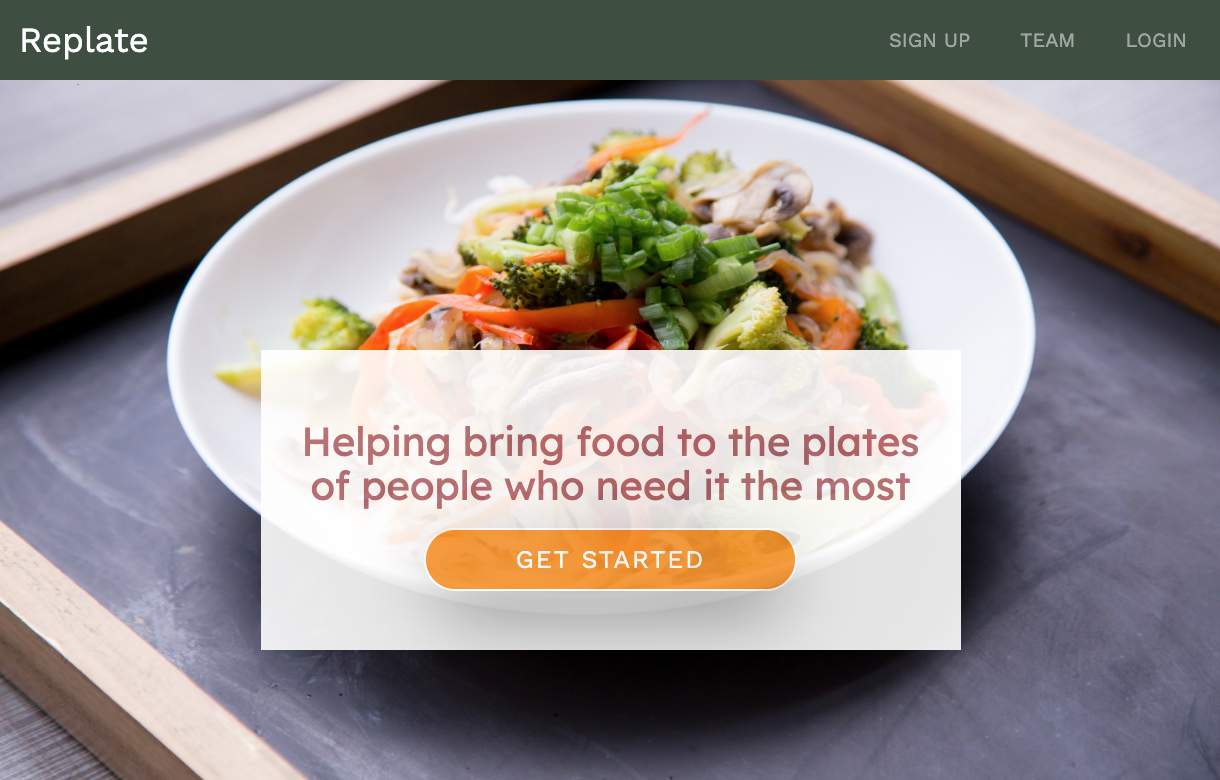 Replate
SIGN UP
TEAM
LOGIN
Helping bring food to the plates
of people who need it the most
GET STARTED